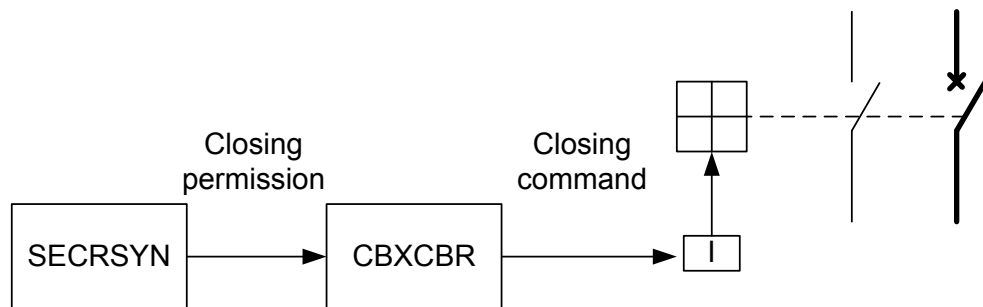 Closing
permission
Closing
command
SECRSYN
CBXCBR
I